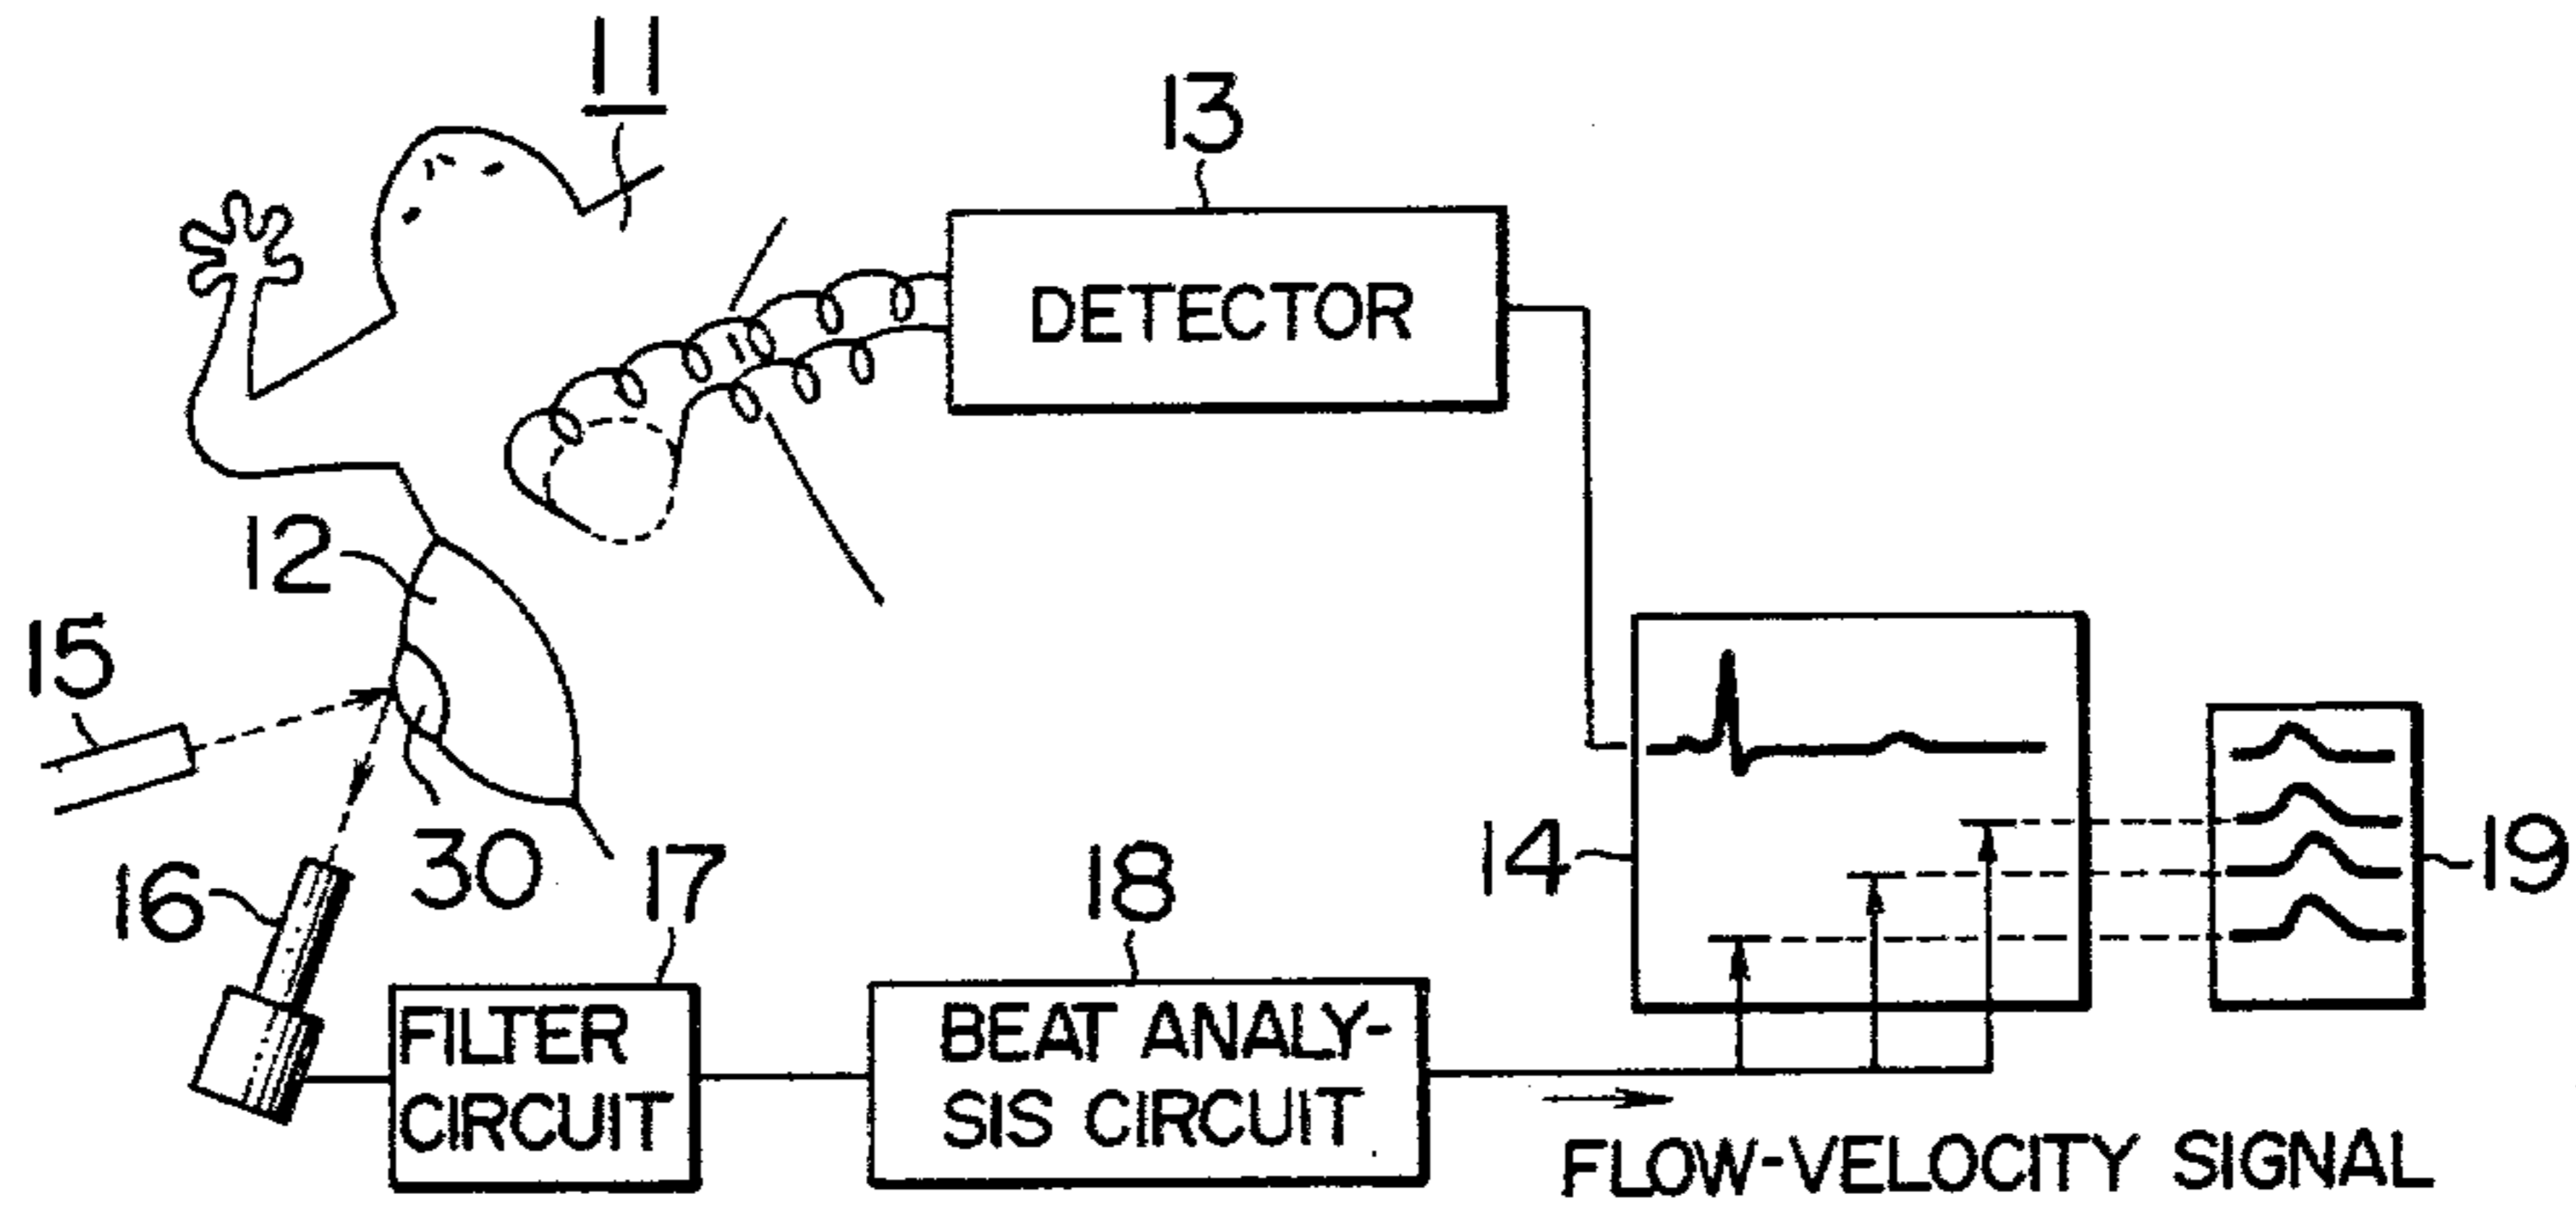 11
13
DETECTOR
12
15
30
16
17
18
14
19
FILTER
CIRCUIT
BEAT ANALY-
SIS CIRCUIT
FLOW-VELOCITY SIGNAL